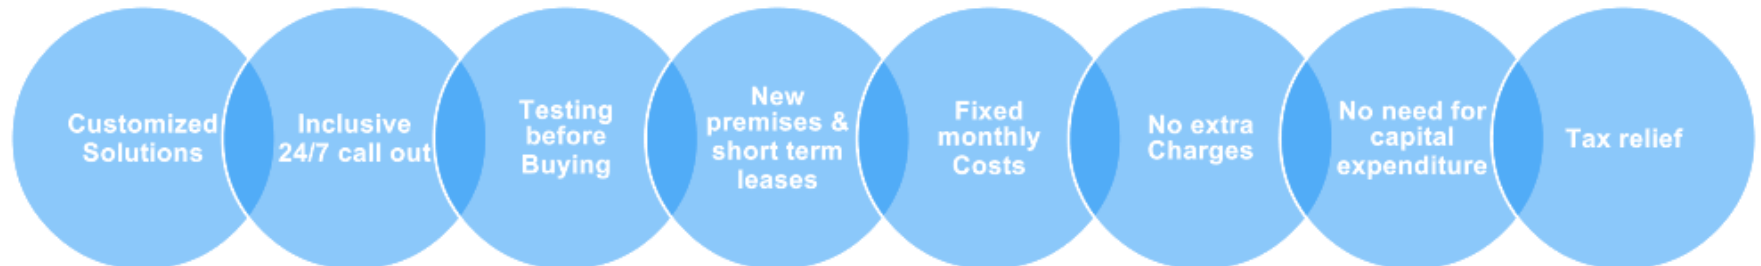 Customized
Solutions
Inclusive
24/7 call out
Testing
before
Buying
New
premises &
short term
leases
Fixed
monthly
Costs
No extra
Charges
No need for
capital
expenditure
Tax relief